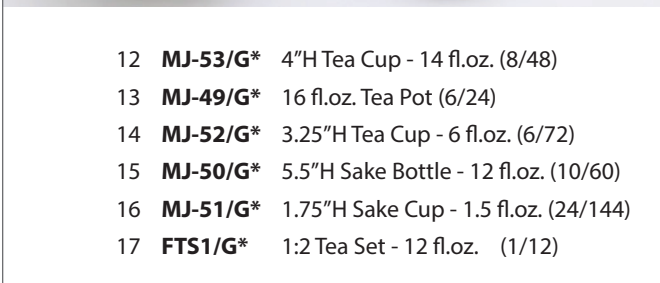 12 MJ-53/G* 4"H Tea Cup - 14 fl.oz. (8/48)
13 MJ-49/G* 16 fl.oz. Tea Pot (6/24)
14 MJ-52/G* 3.25"H Tea Cup - 6 fl.oz. (6/72)
15 MJ-50/G* 5.5"H Sake Bottle - 12 fl.oz. (10/60)
16 MJ-51/G* 1.75"H Sake Cup - 1.5 fl.oz. (24/144)
17 FTS1/G* 1:2 Tea Set - 12 fl.oz. (1/12)